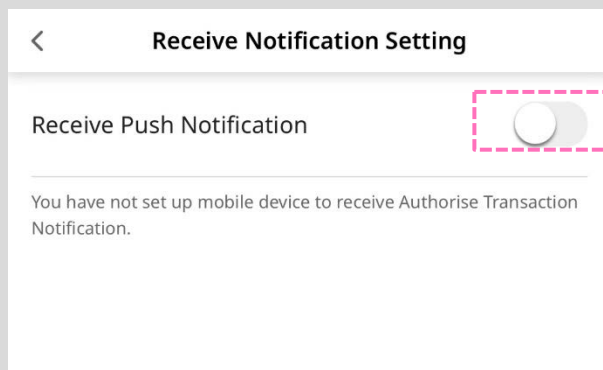 Receive Notification Setting
Receive Push Notification
You have not set up mobile device to receive Authorise Transaction
Notification.